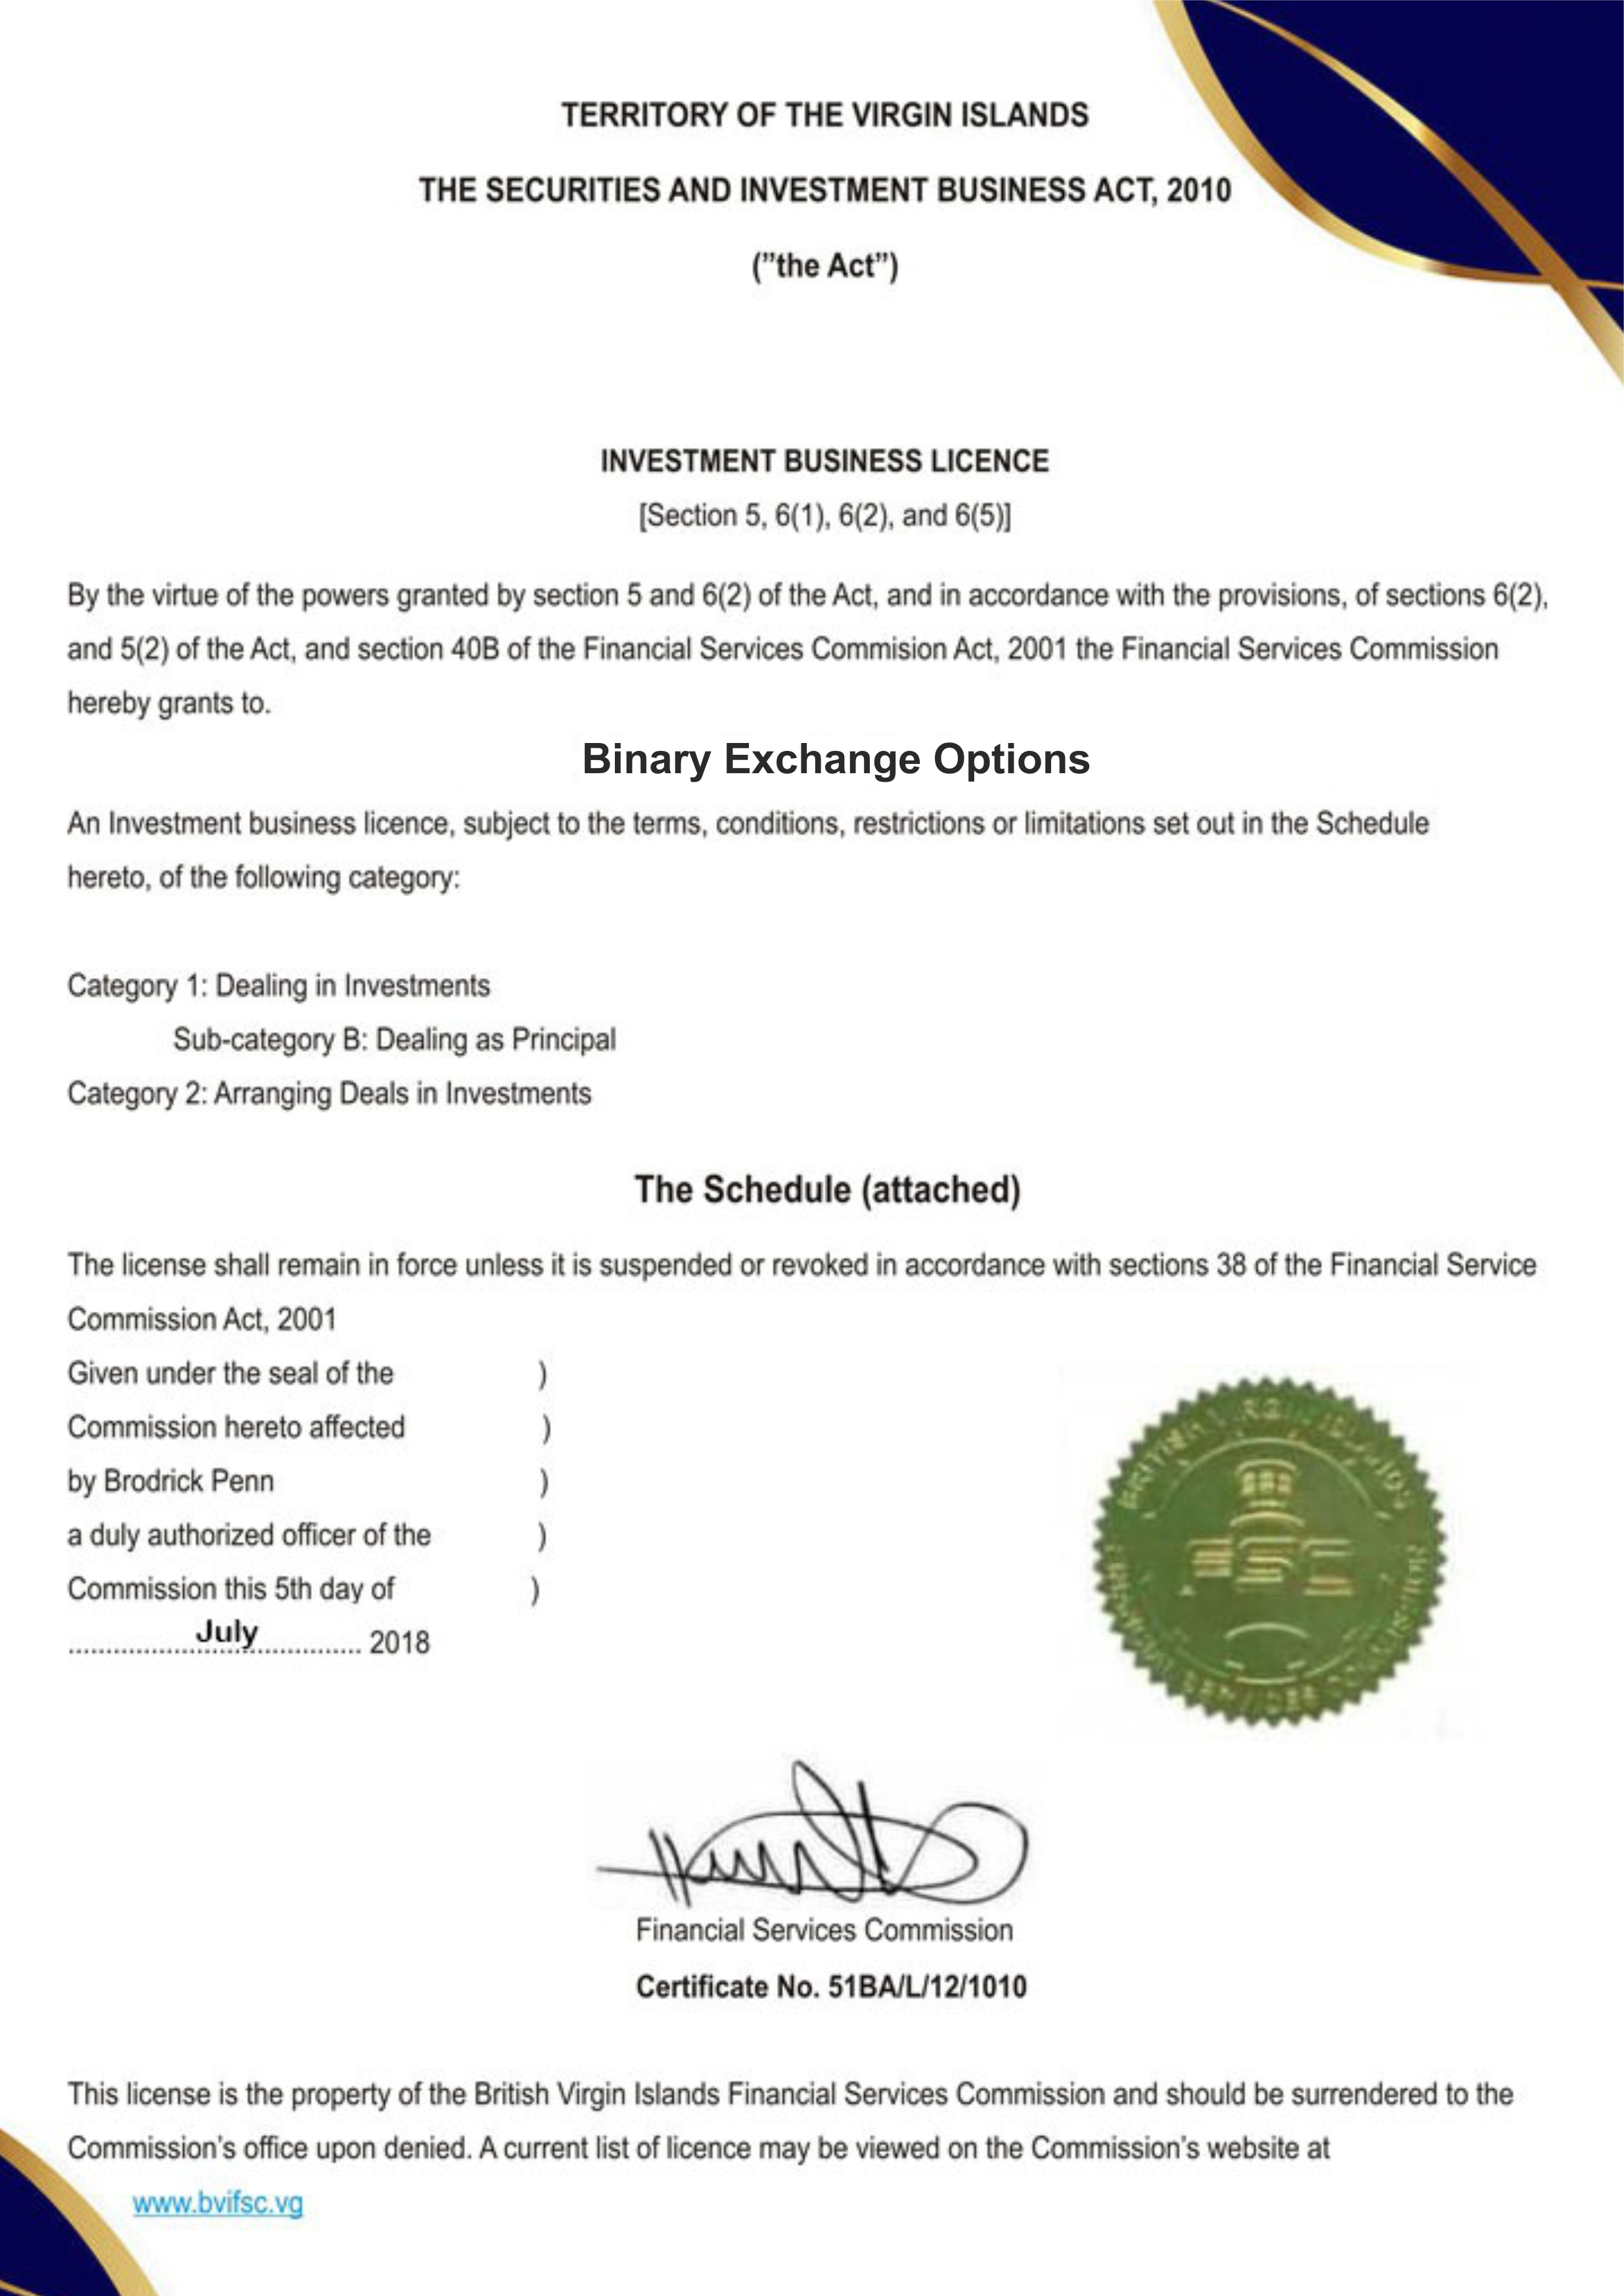 TERRITORY OF THE VIRGIN ISLANDS
THE SECURITIES AND INVESTMENT BUSINESS ACT, 2010
(”the Act”)
INVESTMENT BUSINESS LICENCE
[Section 5, 6(1), 6(2), and 6(5)]
By the virtue of the powers granted by section 5 and 6(2) of the Act, and in accordance with the provisions, of sections 6(2),
and 5(2) of the Act, and section 40B of the Financial Services Commision Act, 2001 the Financial Services Commission
hereby grants to.
Binary Exchange Options
An Investment business licence, subject to the terms, conditions, restrictions or limitations set out in the Schedule
hereto, of the following category:
Category 1: Dealing in Investments
Sub-category B: Dealing as Principal
Category 2: Arranging Deals in Investments
The Schedule (attached)
The license shall remain in force unless it is suspended or revoked in accordance with sections 38 of the Financial Service
Commission Act, 2001
Given under the seal of the )
Commission hereto affected )
by Brodrick Penn )
a duly authorized officer of the )
Commission this 5th day of )
........................................ July 2018
FSC
Financial Services Commission
Certificate No. 51BA/L/12/1010
This license is the property of the British Virgin Islands Financial Services Commission and should be surrendered to the
Commission’s office upon denied. A current list of licence may be viewed on the Commission’s website at
www.bvifsc.vg